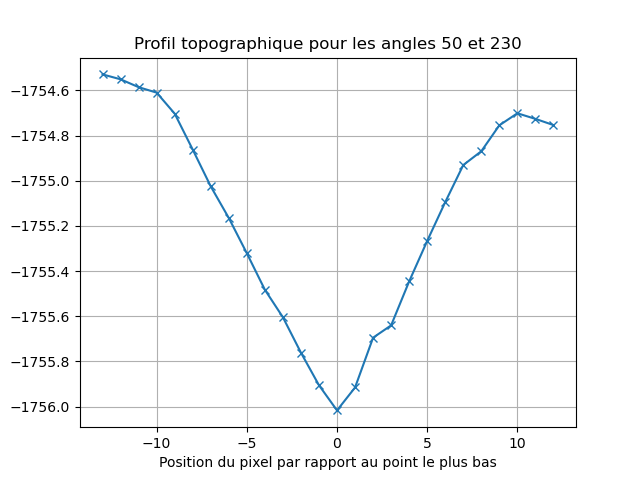 Profil topographique pour les angles 50 et 230
−1754.6
−1754.8
−1755.0
−1755.2
−1755.4
−1755.6
−1755.8
−1756.0
−10 −5 0 5 10
Position du pixel par rapport au point le plus bas